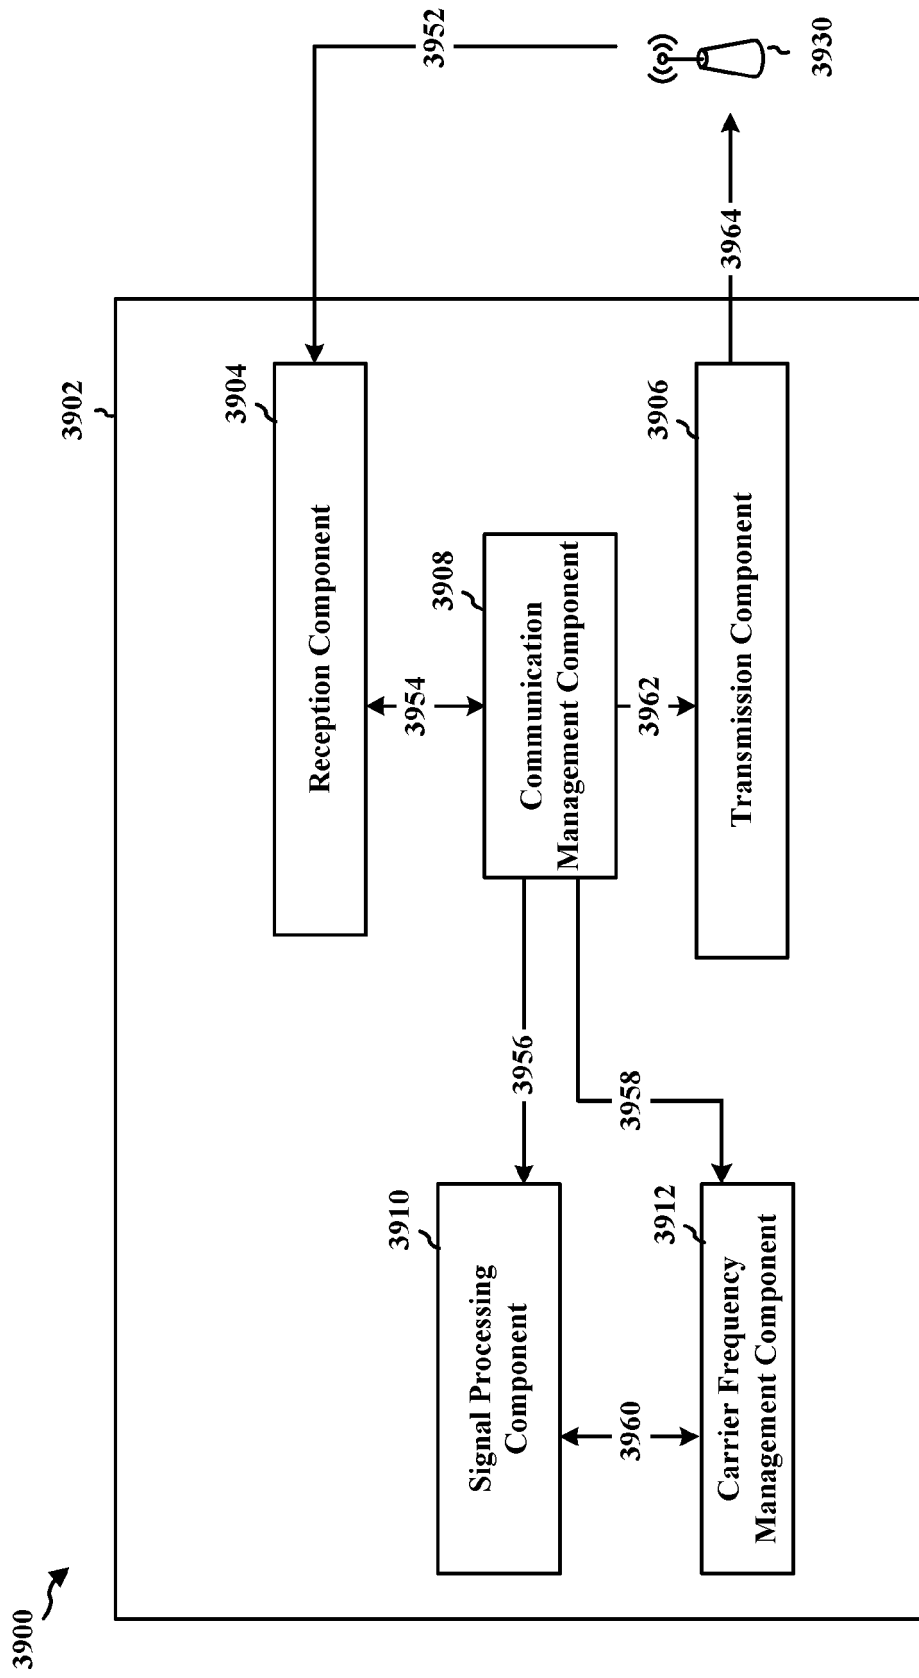 3900
3902
3904
Reception Component
3952
3930
3954
3908
Communication
Management Component
3910
Signal Processing
Component
3956
3958
3960
3912
Carrier Frequency
Management Component
3962
3906
Transmission Component
3964